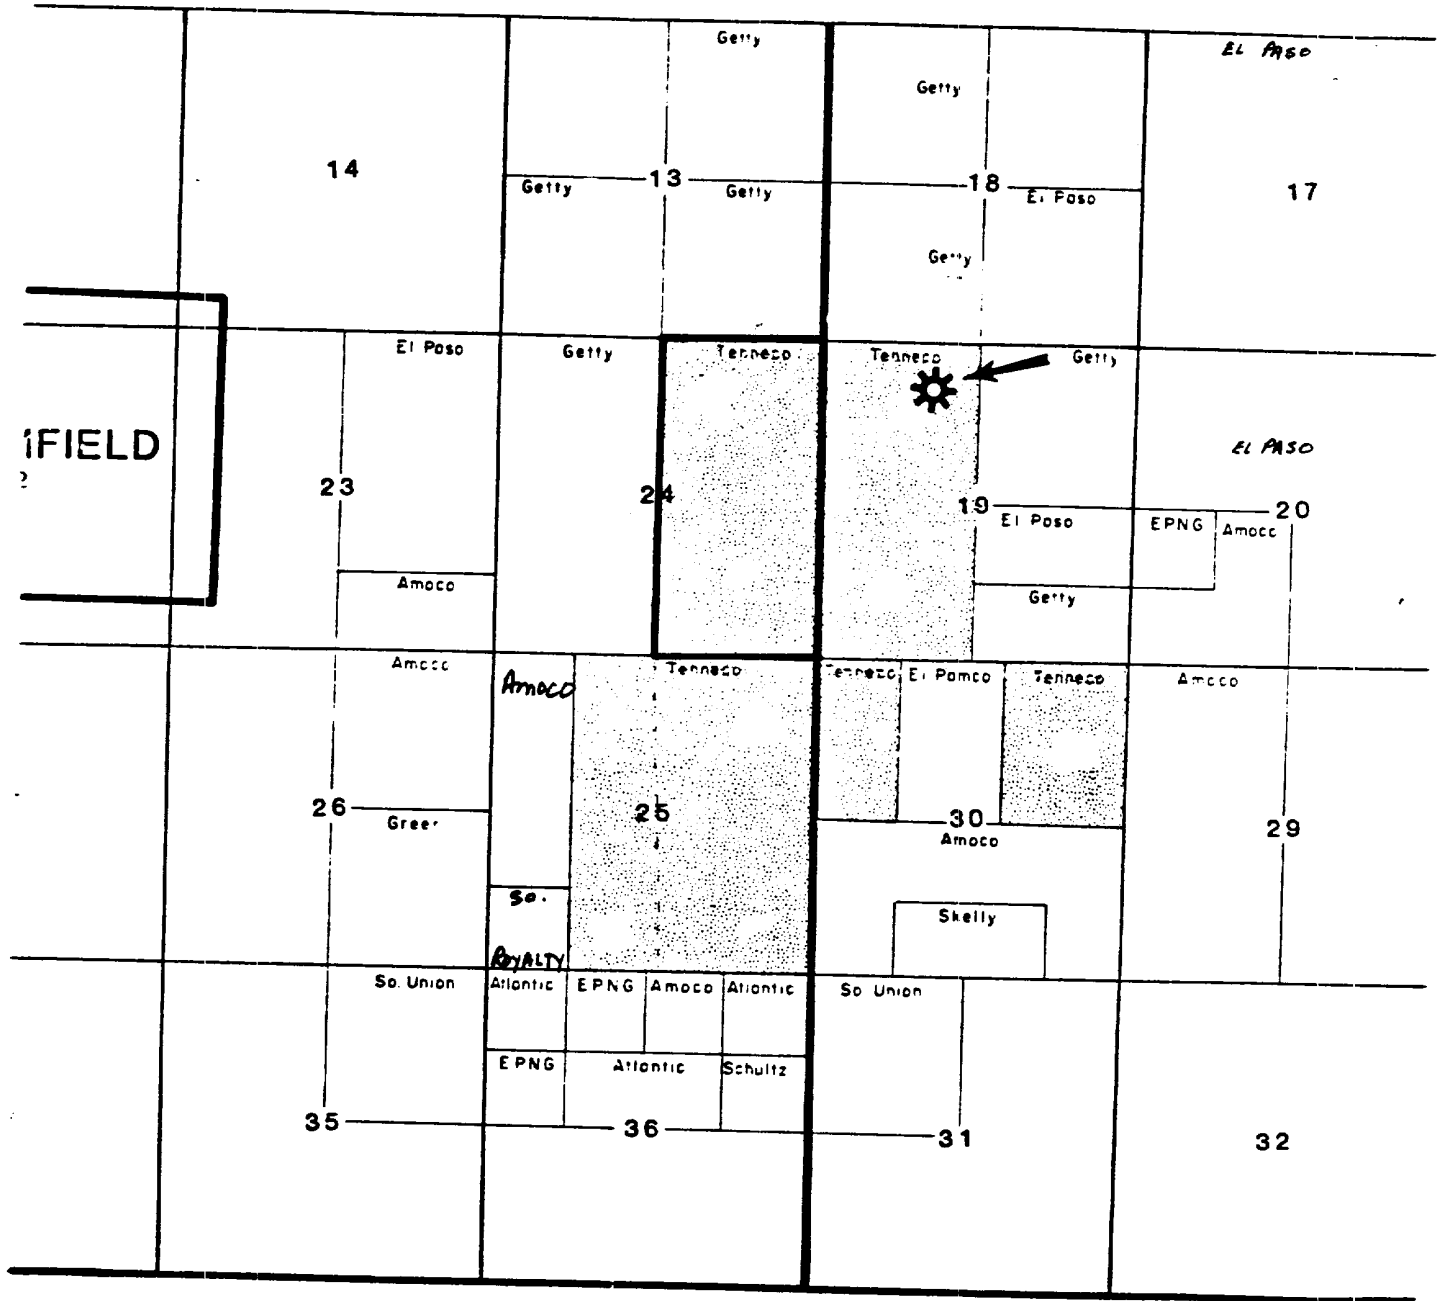 Getty
EL PASO
Getty
14
13
18
17
Getty
Getty
El Paso
Getty
El Paso
Getty
Tenneco
Tenneco
Getty
FIELD
EL PASO
23
24
19
20
El Paso
EPNG
Amoco
Amoco
Getty
Amoco
Amoco
Tenneco
Tenneco
El Pamco
Tenneco
Amoco
26
25
30
29
Greer
Amoco
So.
Skelly
ROYALTY
So. Union
Atlantic
EPNG
Amoco
Atlantic
So Union
EPNG
Atlantic
Schultz
35
36
31
32